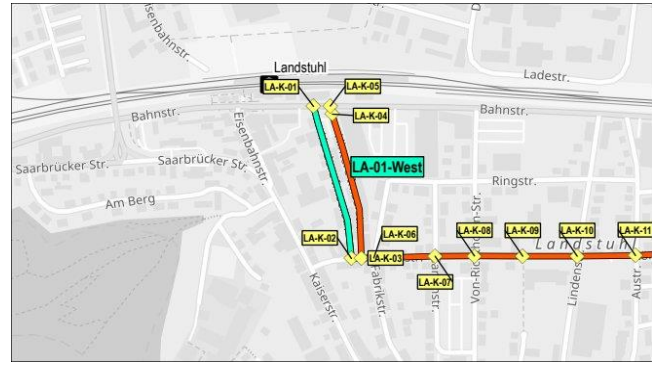 Eisenbahnstr.
Ladestr.
Landstuhl
LA-K-01
LA-K-05
LA-K-04
Bahnstr.
Bahnstr.
Eisenbahnstr.
Saarbrücker Str.
Saarbrücker Str.
LA-01-West
Ringstr.
Am Berg
LA-K-02
LA-K-06
LA-K-03
LA-K-08
LA-K-09
LA-K-10
LA-K-11
Landstuhl
LA-K-07
Kaiserstr.
Fabrikstr.
Austr.